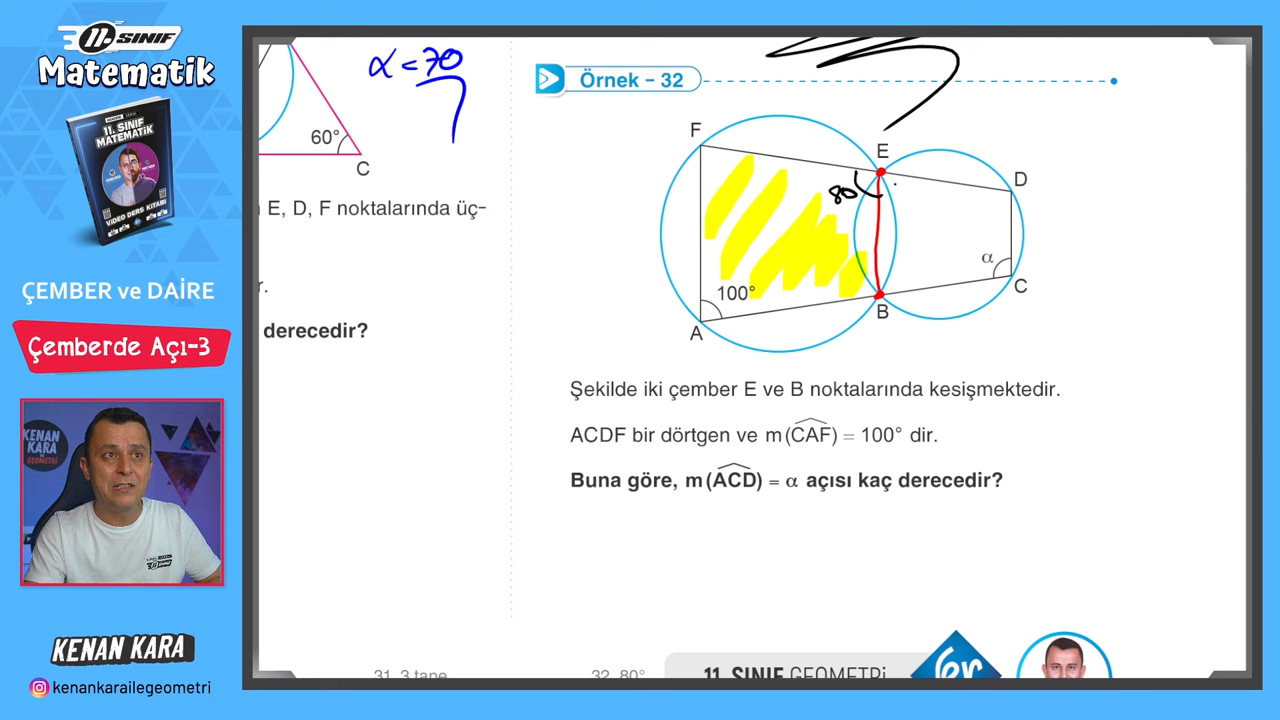 11. SINIF
Matematik
11. SINIF
MATEMATİK
VİDEO DERS KİTABI
ÇEMBER ve DAİRE
Çemberde Açı-3
KENAN
KARA
GEOMETRİ
KENAN KARA
kenankarailegeometri
α = 70
60°
C
E, D, F noktalarında üç-
r.
derecedir?
Örnek - 32
F
E
D
80
α
100°
C
A
B
Şekilde iki çember E ve B noktalarında kesişmektedir.
ACDF bir dörtgen ve m(CAF) = 100° dir.
Buna göre, m(ACD) = α açısı kaç derecedir?
31. 3 tane
32. 80°
11. SINIF GEOMETRİ